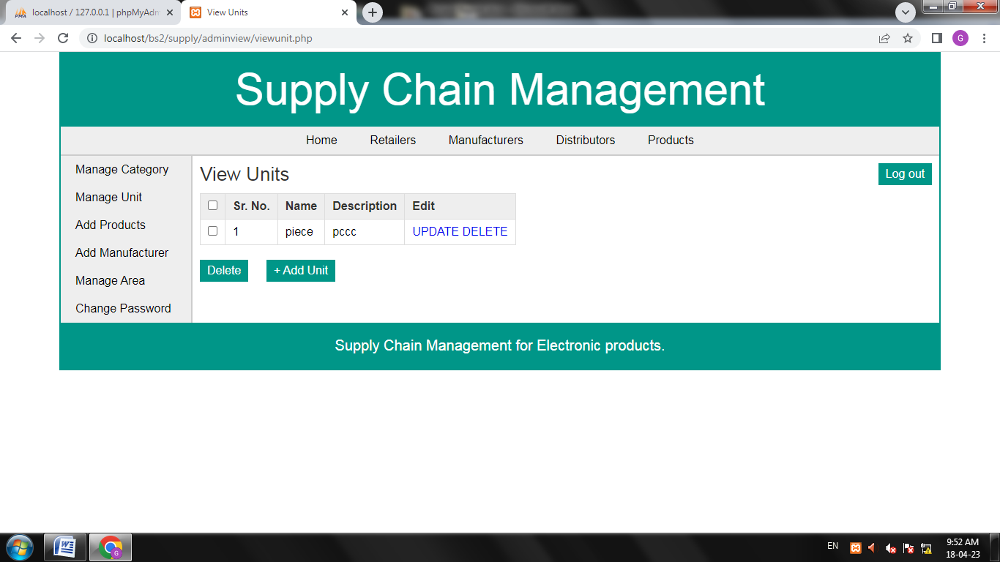 localhost / 127.0.0.1 | phpMyAdm
View Units
localhost/bs2/supply/adminview/viewunit.php
G
Supply Chain Management
Home Retailers Manufacturers Distributors Products
Manage Category
Manage Unit
Add Products
Add Manufacturer
Manage Area
Change Password
View Units
Log out
Sr. No. Name Description Edit
1 piece pccc UPDATE DELETE
Delete + Add Unit
Supply Chain Management for Electronic products.
EN
9:52 AM
18-04-23